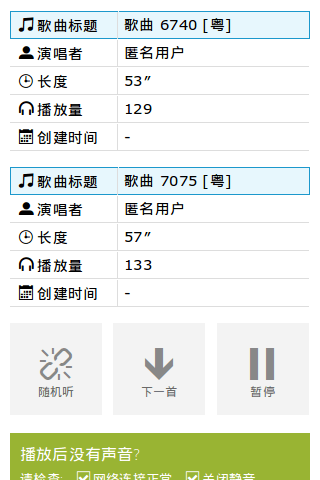 歌曲标题 歌曲 6740 [粤]
演唱者 匿名用户
长度 53″
播放量 129
创建时间 -
歌曲标题 歌曲 7075 [粤]
演唱者 匿名用户
长度 57″
播放量 133
创建时间 -
随机听 下一首 暂停
播放后没有声音?
请检查: 网络连接正常 关闭静音